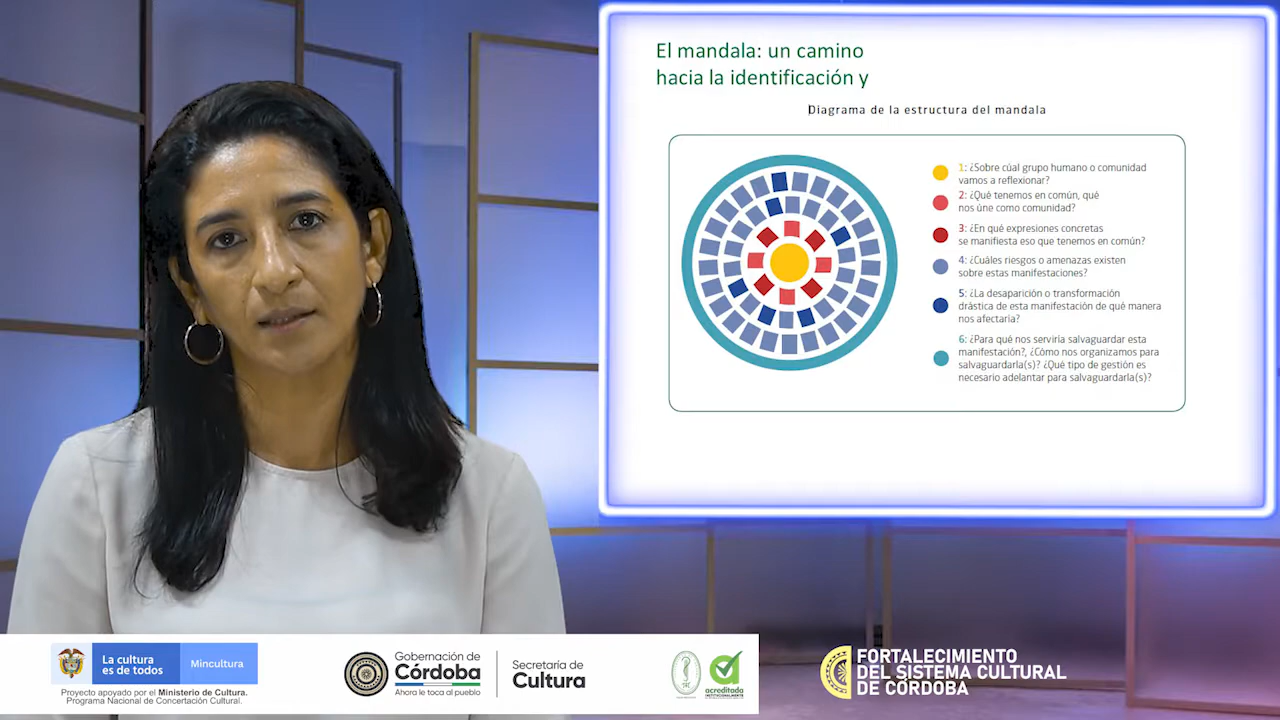 El mandala: un camino
hacia la identificación y
Diagrama de la estructura del mandala
1: ¿Sobre cúal grupo humano o comunidad
vamos a reflexionar?
2: ¿Qué tenemos en común, qué
nos úne como comunidad?
3: ¿En qué expresiones concretas
se manifiesta eso que tenemos en común?
4: ¿Cuáles riesgos o amenazas existen
sobre estas manifestaciones?
5: ¿La desaparición o transformación
drástica de esta manifestación de qué manera
nos afectaría?
6: ¿Para qué nos serviría salvaguardar esta
manifestación?, ¿Cómo nos organizamos para
salvaguardarla(s)? ¿Qué tipo de gestión es
necesario adelantar para salvaguardarla(s)?
La cultura
es de todos
Mincultura
Proyecto apoyado por el Ministerio de Cultura.
Programa Nacional de Concertación Cultural.
Gobernación de
Córdoba
Ahora le toca al pueblo
Secretaría de
Cultura
acreditada
INSTITUCIONALMENTE
FORTALECIMIENTO
DEL SISTEMA CULTURAL
DE CÓRDOBA